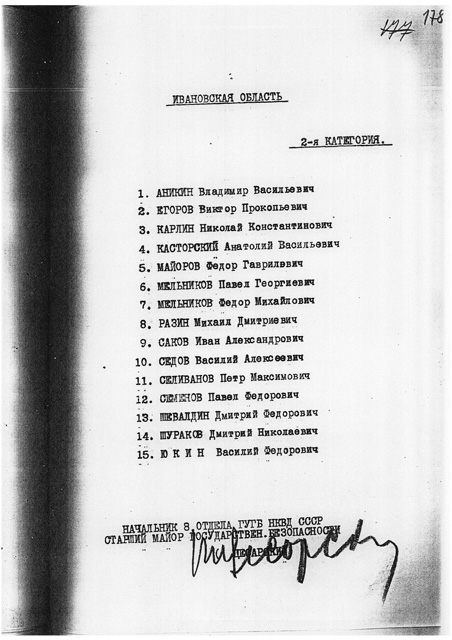 178
177
ИВАНОВСКАЯ ОБЛАСТЬ
2-я КАТЕГОРИЯ.
1. АНИКИН Владимир Васильевич
2. ЕГОРОВ Виктор Прокопьевич
3. КАРЛИН Николай Константинович
4. КАСТОРСКИЙ Анатолий Васильевич
5. МАЙОРОВ Федор Гаврилович
6. МЕЛЬНИКОВ Павел Георгиевич
7. МЕЛЬНИКОВ Федор Михайлович
8. РАЗИН Михаил Дмитриевич
9. САКОВ Иван Александрович
10. СЕДОВ Василий Алексеевич
11. СЕЛИВАНОВ Петр Максимович
12. СЕМЕНОВ Павел Федорович
13. ШЕВАЛДИН Дмитрий Федорович
14. ШУРАКОВ Дмитрий Николаевич
15. Ю К И Н Василий Федорович
НАЧАЛЬНИК 8 ОТДЕЛА ГУГБ НКВД СССР
СТАРШИЙ МАЙОР ГОСУДАРСТВЕН.БЕЗОПАСНОСТИ